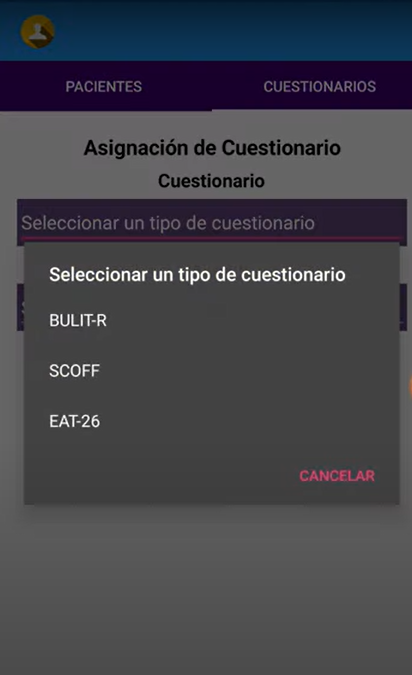 PACIENTES
CUESTIONARIOS
Asignación de Cuestionario
Cuestionario
Seleccionar un tipo de cuestionario
Seleccionar un tipo de cuestionario
BULIT-R
SCOFF
EAT-26
CANCELAR